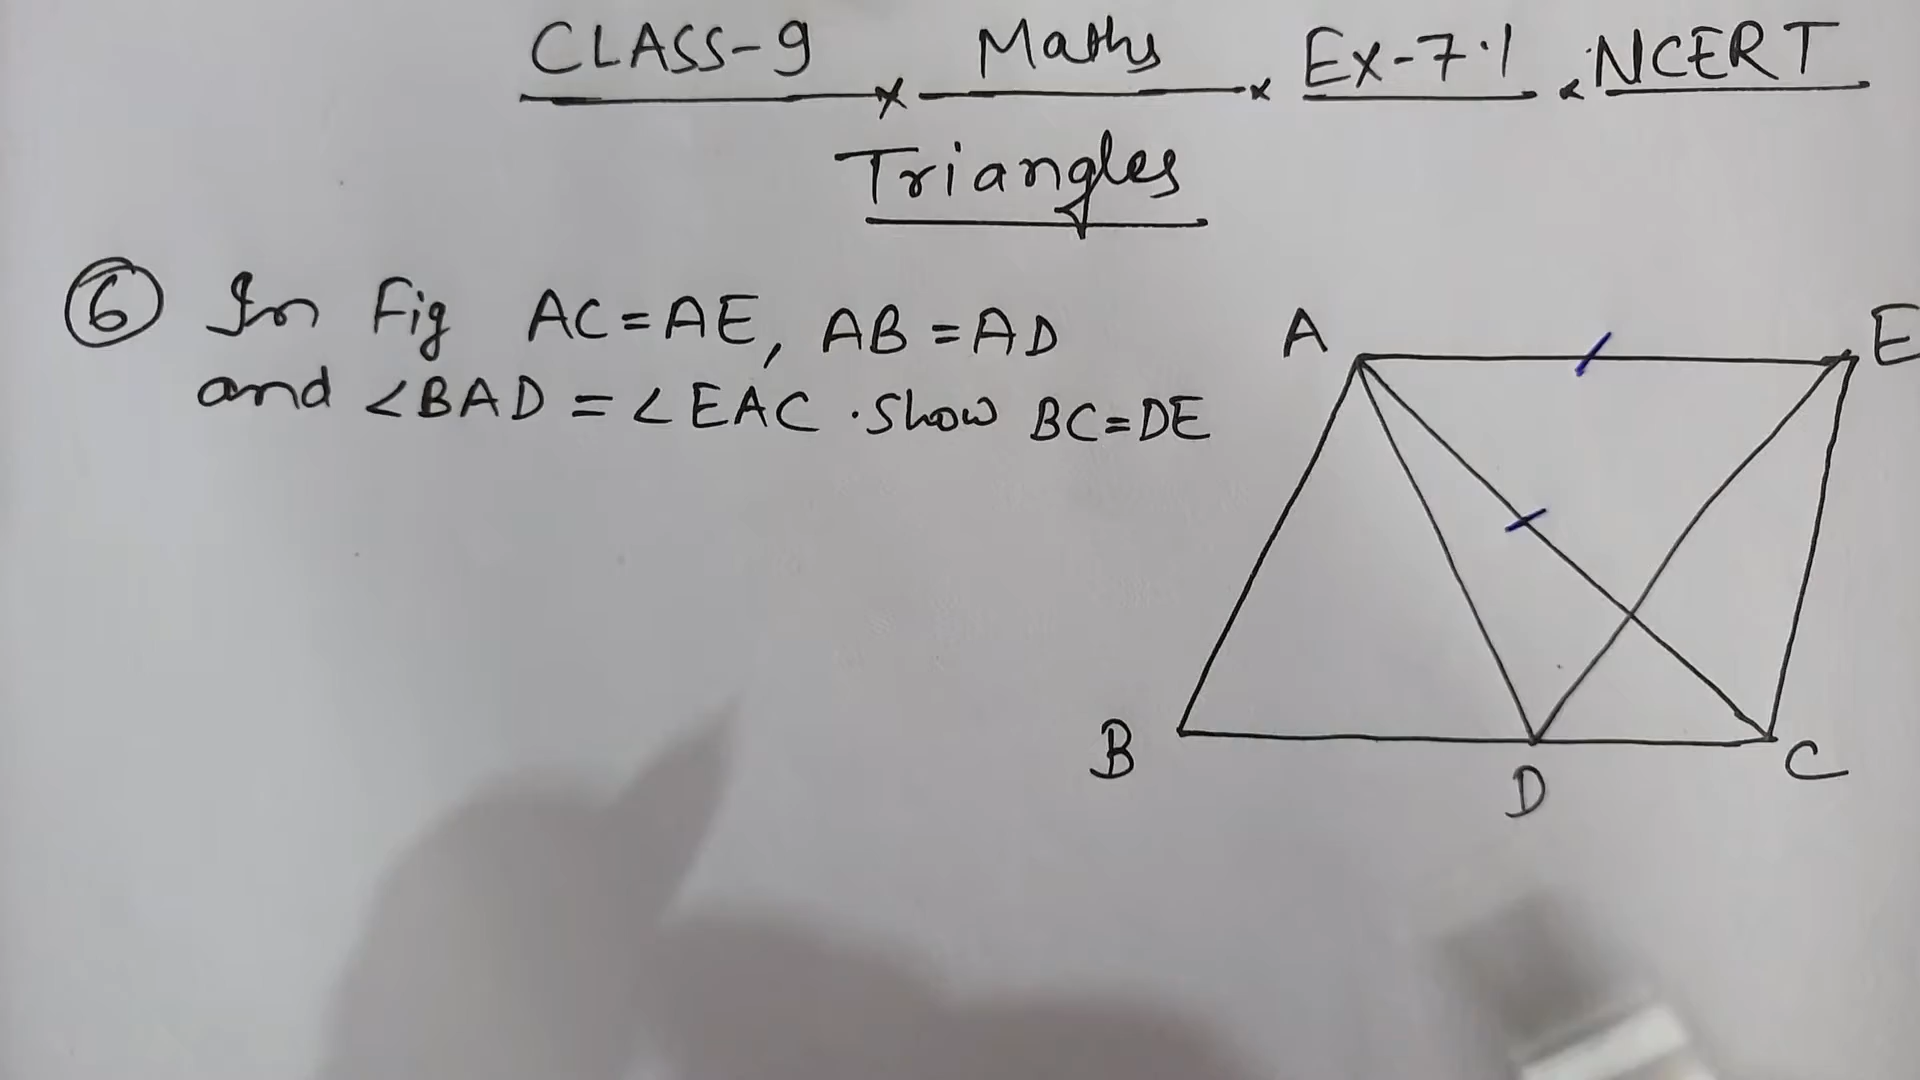 CLASS-9 Maths Ex-7.1 NCERT
Triangles
6 In Fig AC=AE, AB=AD
and ∠BAD = ∠EAC. Show BC=DE
A
E
B
D
C